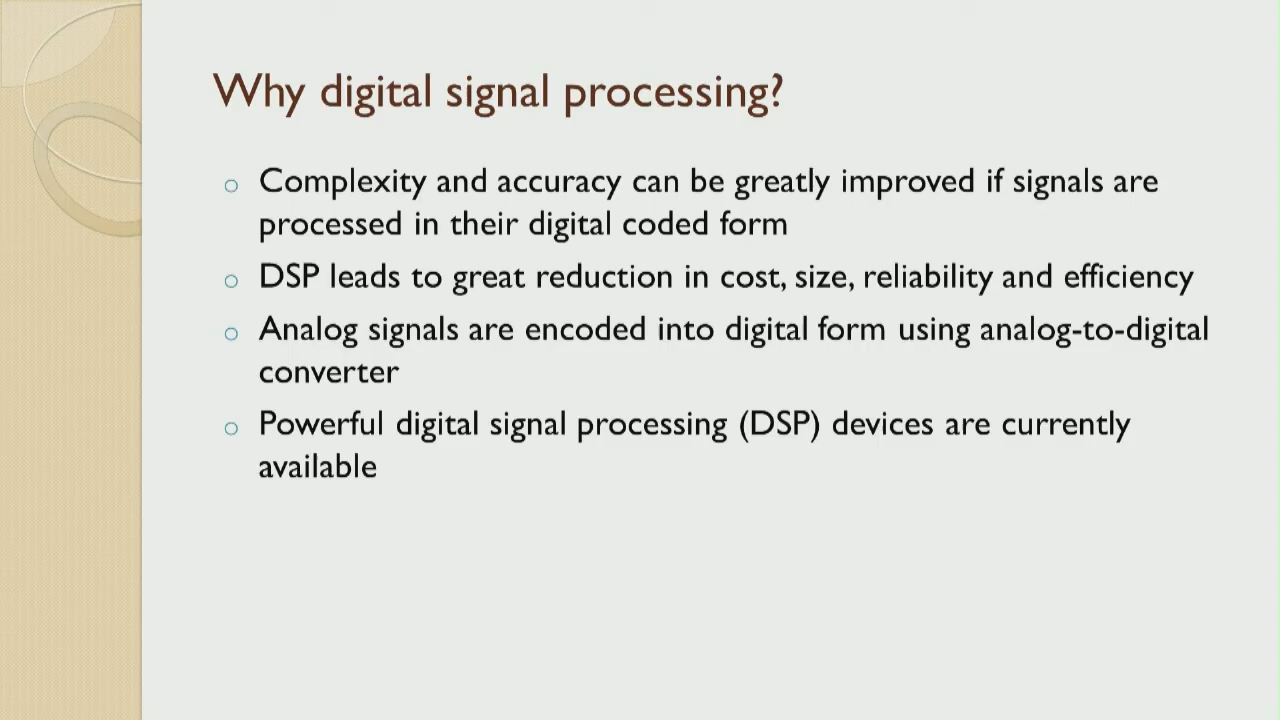 Why digital signal processing?
Complexity and accuracy can be greatly improved if signals are
processed in their digital coded form
DSP leads to great reduction in cost, size, reliability and efficiency
Analog signals are encoded into digital form using analog-to-digital
converter
Powerful digital signal processing (DSP) devices are currently
available